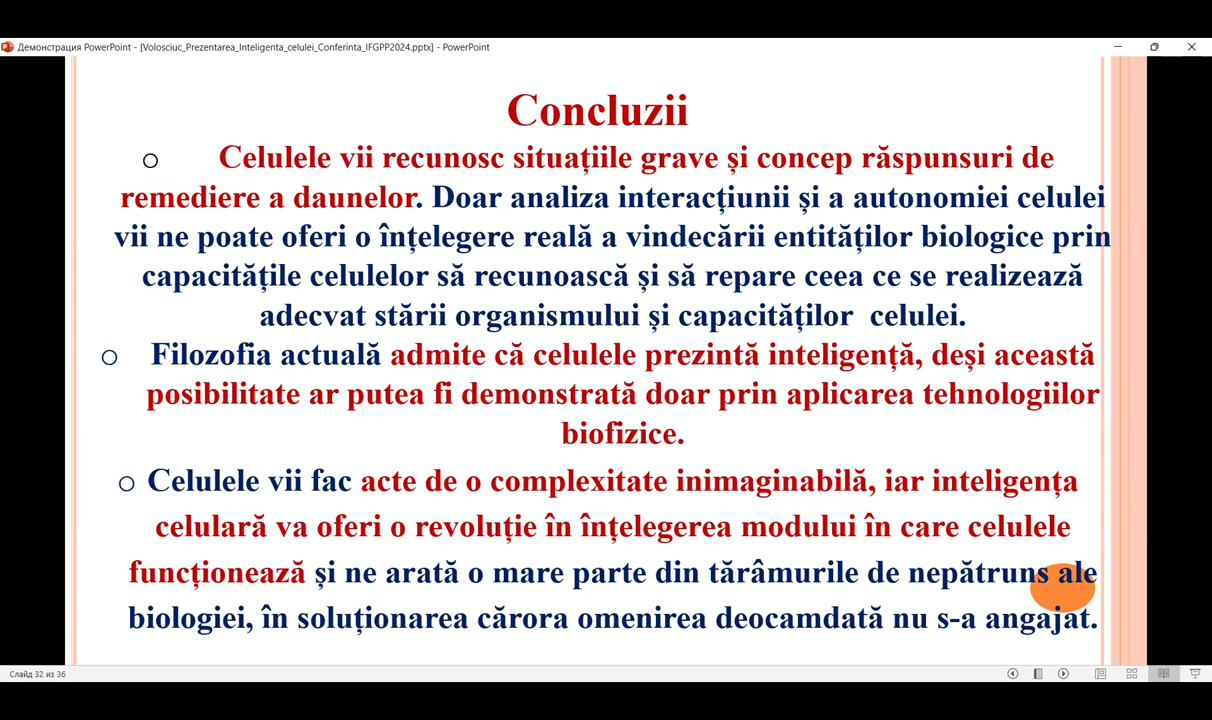 Демонстрация PowerPoint - [Volosciuc_Prezentarea_Inteligenta_celulei_Conferinta_IFGPP2024.pptx] - PowerPoint
Concluzii
Celulele vii recunosc situațiile grave și concep răspunsuri de
remediere a daunelor. Doar analiza interacțiunii și a autonomiei celulei
vii ne poate oferi o înțelegere reală a vindecării entităților biologice prin
capacitățile celulelor să recunoască și să repare ceea ce se realizează
adecvat stării organismului și capacităților celulei.
Filozofia actuală admite că celulele prezintă inteligență, deși această
posibilitate ar putea fi demonstrată doar prin aplicarea tehnologiilor
biofizice.
Celulele vii fac acte de o complexitate inimaginabilă, iar inteligența
celulară va oferi o revoluție în înțelegerea modului în care celulele
funcționează și ne arată o mare parte din tărâmurile de nepătruns ale
biologiei, în soluționarea cărora omenirea deocamdată nu s-a angajat.
Слайд 32 из 36